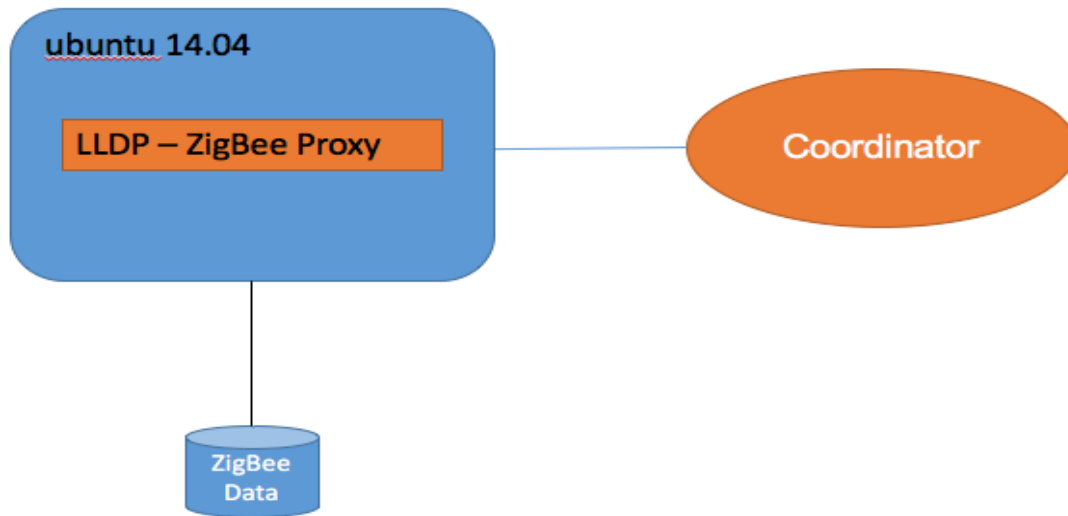 ubuntu 14.04
LLDP – ZigBee Proxy
Coordinator
ZigBee
Data